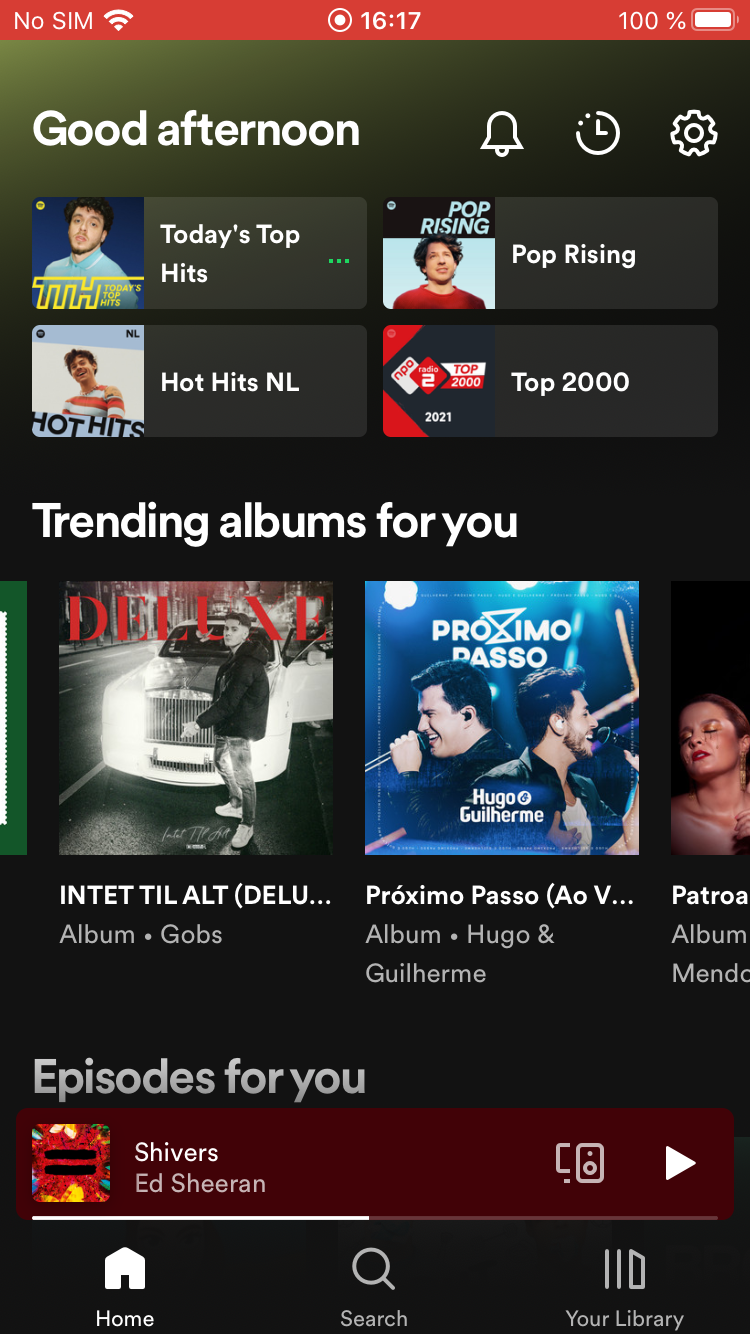 No SIM 16:17 100 %
Good afternoon
TTH TODAY'S TOP HITS
Today's Top
Hits
POP
RISING
Pop Rising
NL
HOT HITS
Hot Hits NL
npo radio 2 TOP 2000
2021
Top 2000
Trending albums for you
DELUXE
Intet Til Alt
PRÓXIMO
PASSO
Hugo &
Guilherme
INTET TIL ALT (DELU...
Album • Gobs
Próximo Passo (Ao V...
Album • Hugo &
Guilherme
Patroa
Album
Mendo
Episodes for you
Shivers
Ed Sheeran
Home Search Your Library